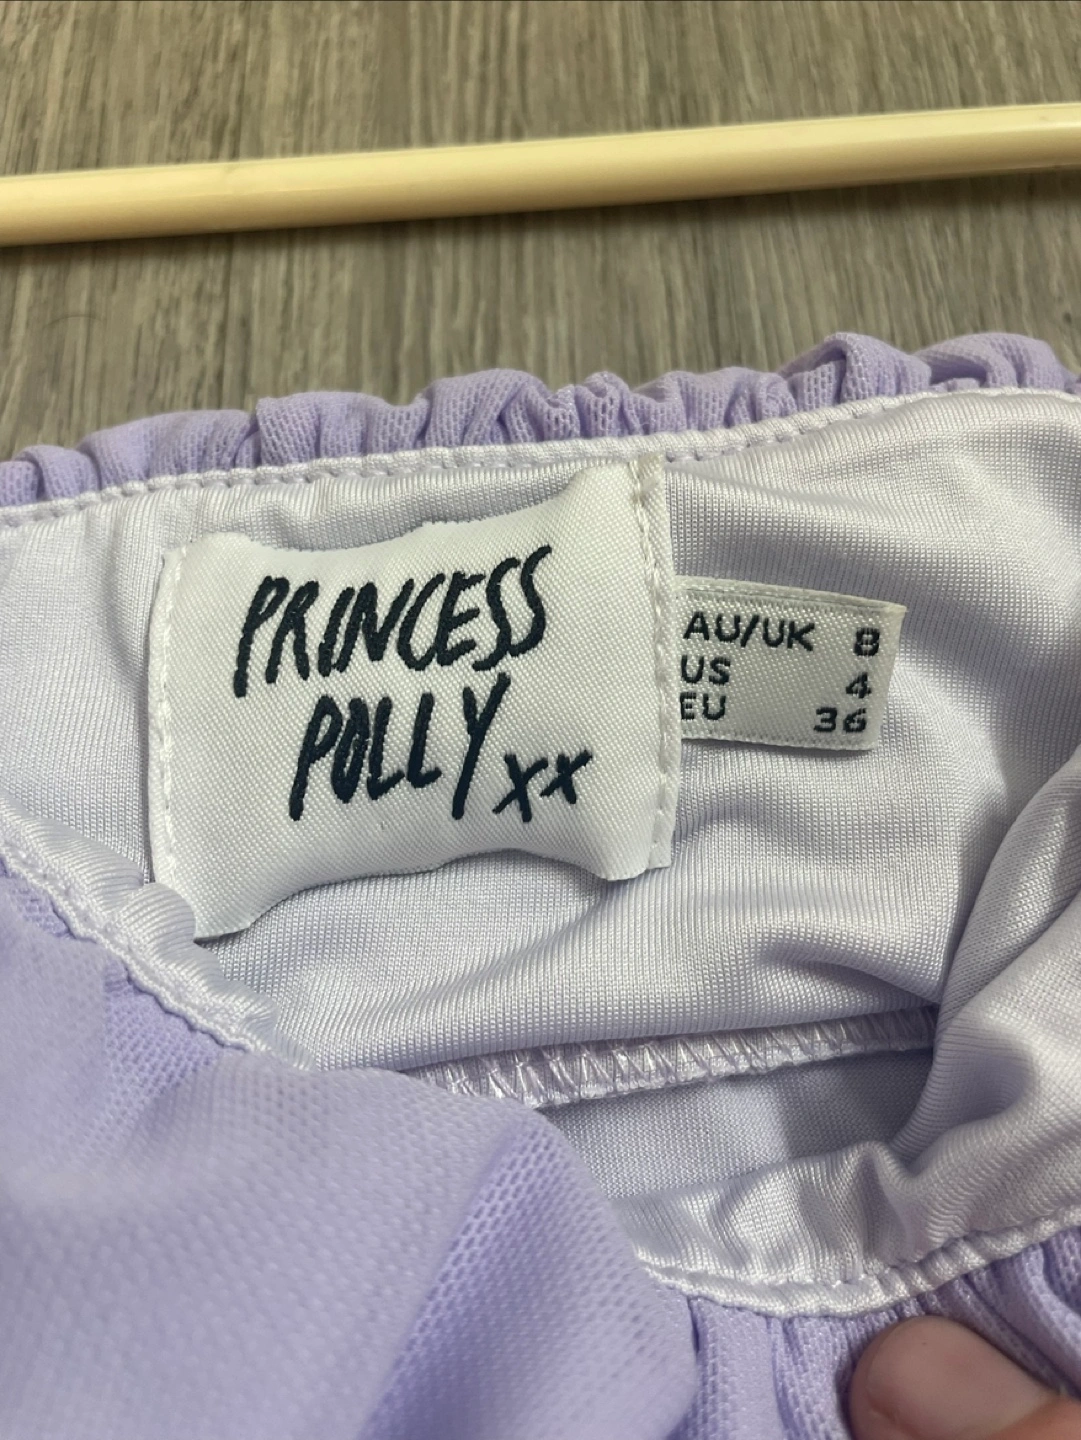 PRINCESS
POLLY xx
AU/UK 8
US 4
EU 36